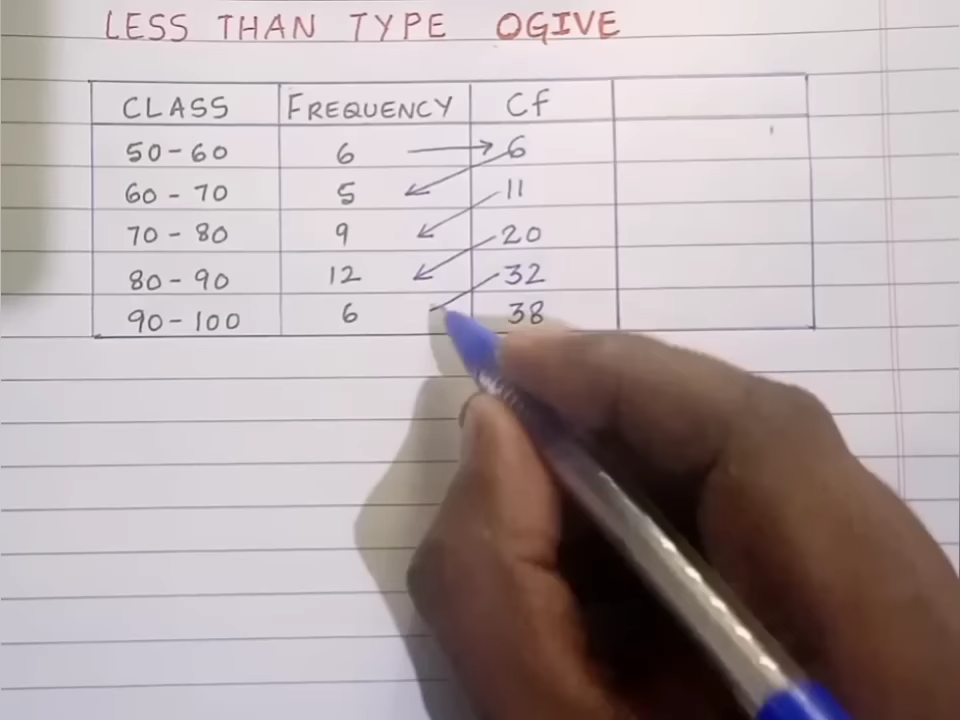 LESS THAN TYPE OGIVE
CLASS FREQUENCY Cf
50-60 6 6
60-70 5 11
70-80 9 20
80-90 12 32
90-100 6 38